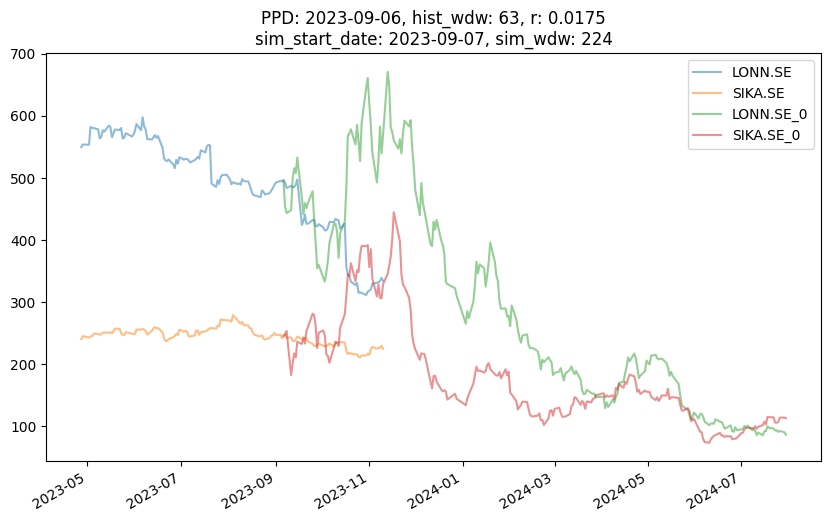 PPD: 2023-09-06, hist_wdw: 63, r: 0.0175
sim_start_date: 2023-09-07, sim_wdw: 224
700
600
500
400
300
200
100
LONN.SE
SIKA.SE
LONN.SE_0
SIKA.SE_0
2023-05
2023-07
2023-09
2023-11
2024-01
2024-03
2024-05
2024-07